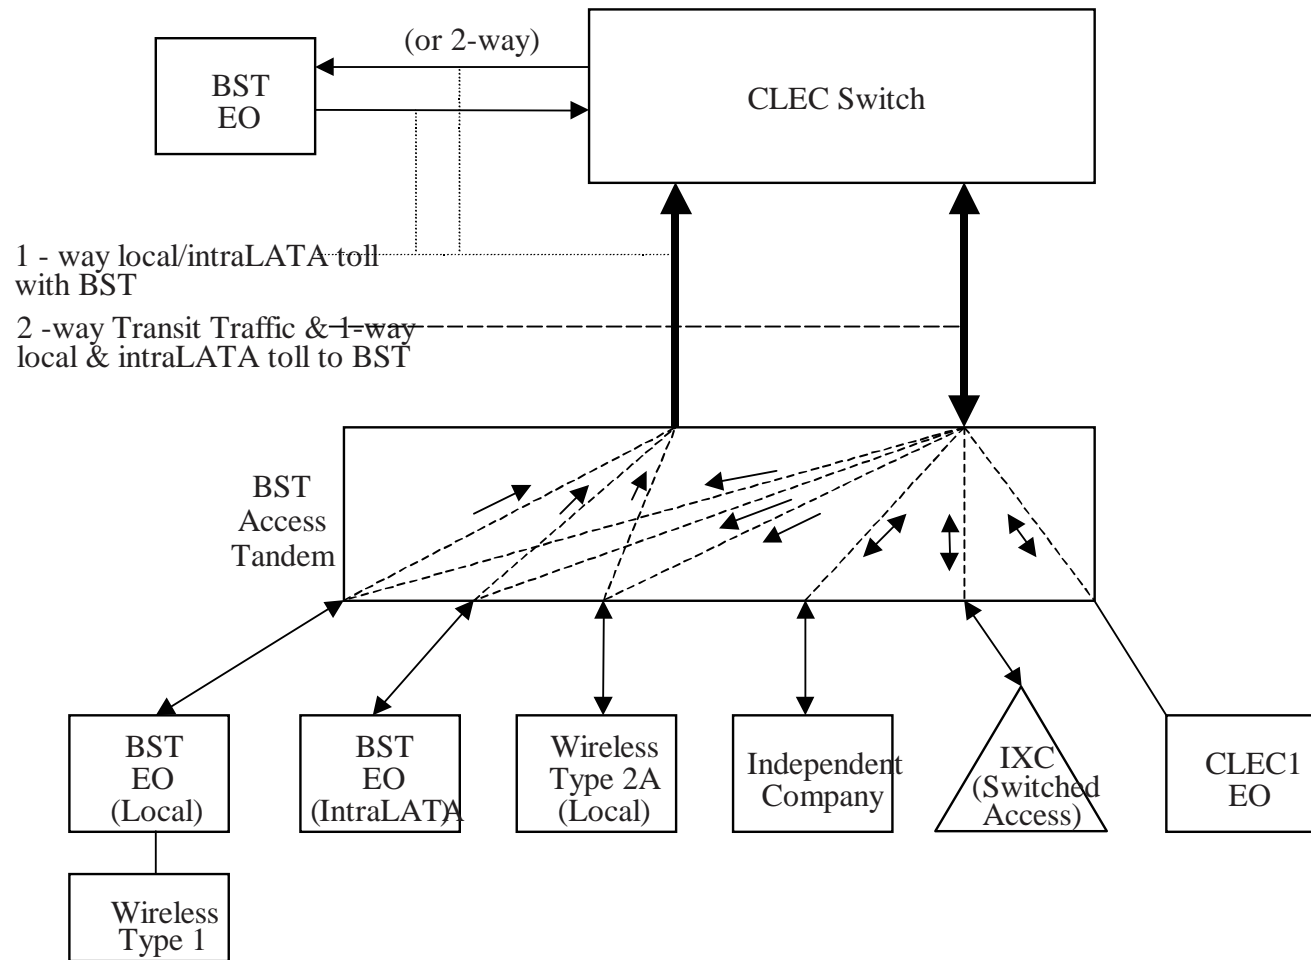 (or 2-way)
BST
EO
CLEC Switch
1 - way local/intraLATA toll
with BST
2 -way Transit Traffic & 1-way
local & intraLATA toll to BST
BST
Access
Tandem
BST
EO
(Local)
BST
EO
(IntraLATA)
Wireless
Type 2A
(Local)
Independent
Company
IXC
(Switched
Access)
CLEC1
EO
Wireless
Type 1